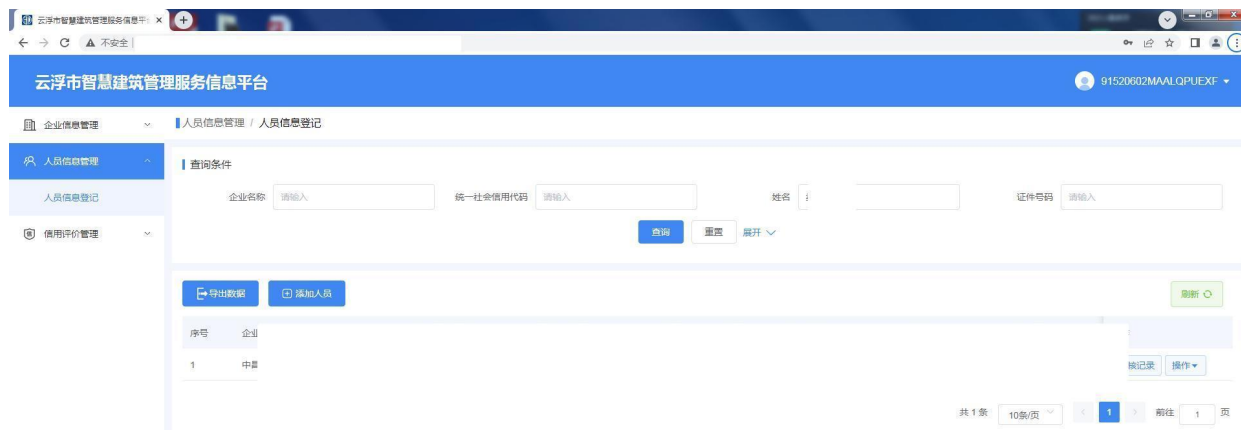 云浮市智慧建筑管理服务信息平
不安全
云浮市智慧建筑管理服务信息平台
91520602MAALQPUEXF
企业信息管理
人员信息管理 / 人员信息登记
人员信息管理
查询条件
人员信息登记
企业名称 请输入 统一社会信用代码 请输入 姓名 证件号码 请输入
信用评价管理
查询 重置 展开
导出数据 添加人员 刷新
序号 企业
1 中
核记录 操作
共 1 条 10条/页 1 前往 1 页